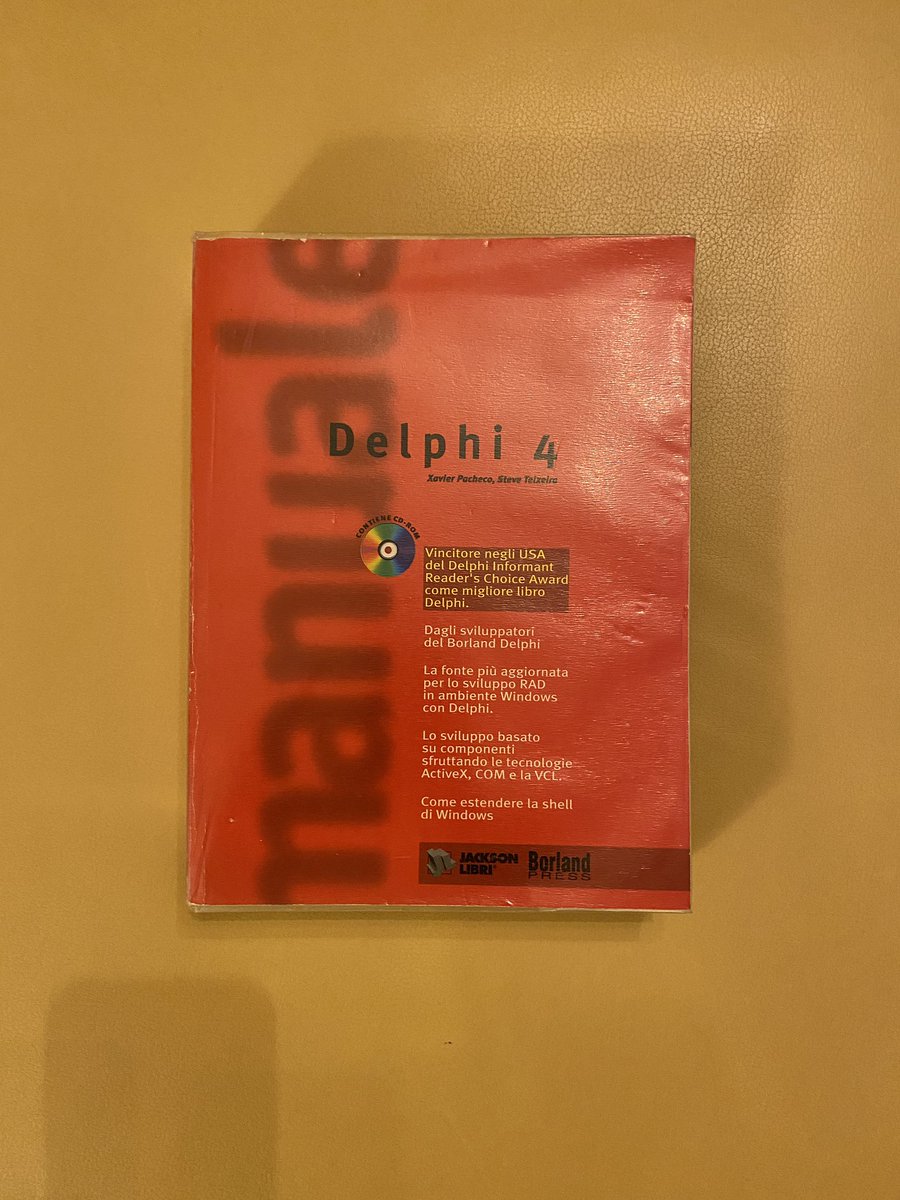 manuale
Delphi 4
Xavier Pacheco, Steve Teixeira
CONTIENE CD-ROM
Vincitore negli USA
del Delphi Informant
Reader's Choice Award
come migliore libro
Delphi.
Dagli sviluppatori
del Borland Delphi
La fonte più aggiornata
per lo sviluppo RAD
in ambiente Windows
con Delphi.
Lo sviluppo basato
su componenti
sfruttando le tecnologie
ActiveX, COM e la VCL.
Come estendere la shell
di Windows
JACKSON
LIBRI®
Borland
PRESS